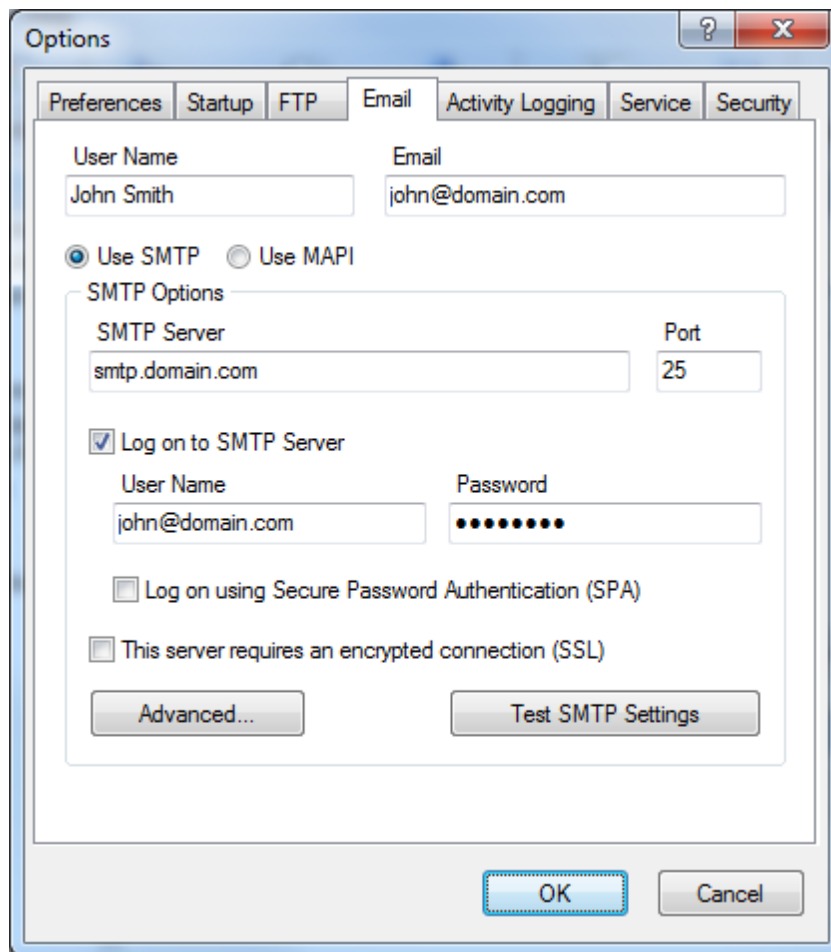 Options
Preferences Startup FTP Email Activity Logging Service Security
User Name Email
John Smith john@domain.com
Use SMTP Use MAPI
SMTP Options
SMTP Server Port
smtp.domain.com 25
Log on to SMTP Server
User Name Password
john@domain.com ●●●●●●●●
Log on using Secure Password Authentication (SPA)
This server requires an encrypted connection (SSL)
Advanced... Test SMTP Settings
OK Cancel